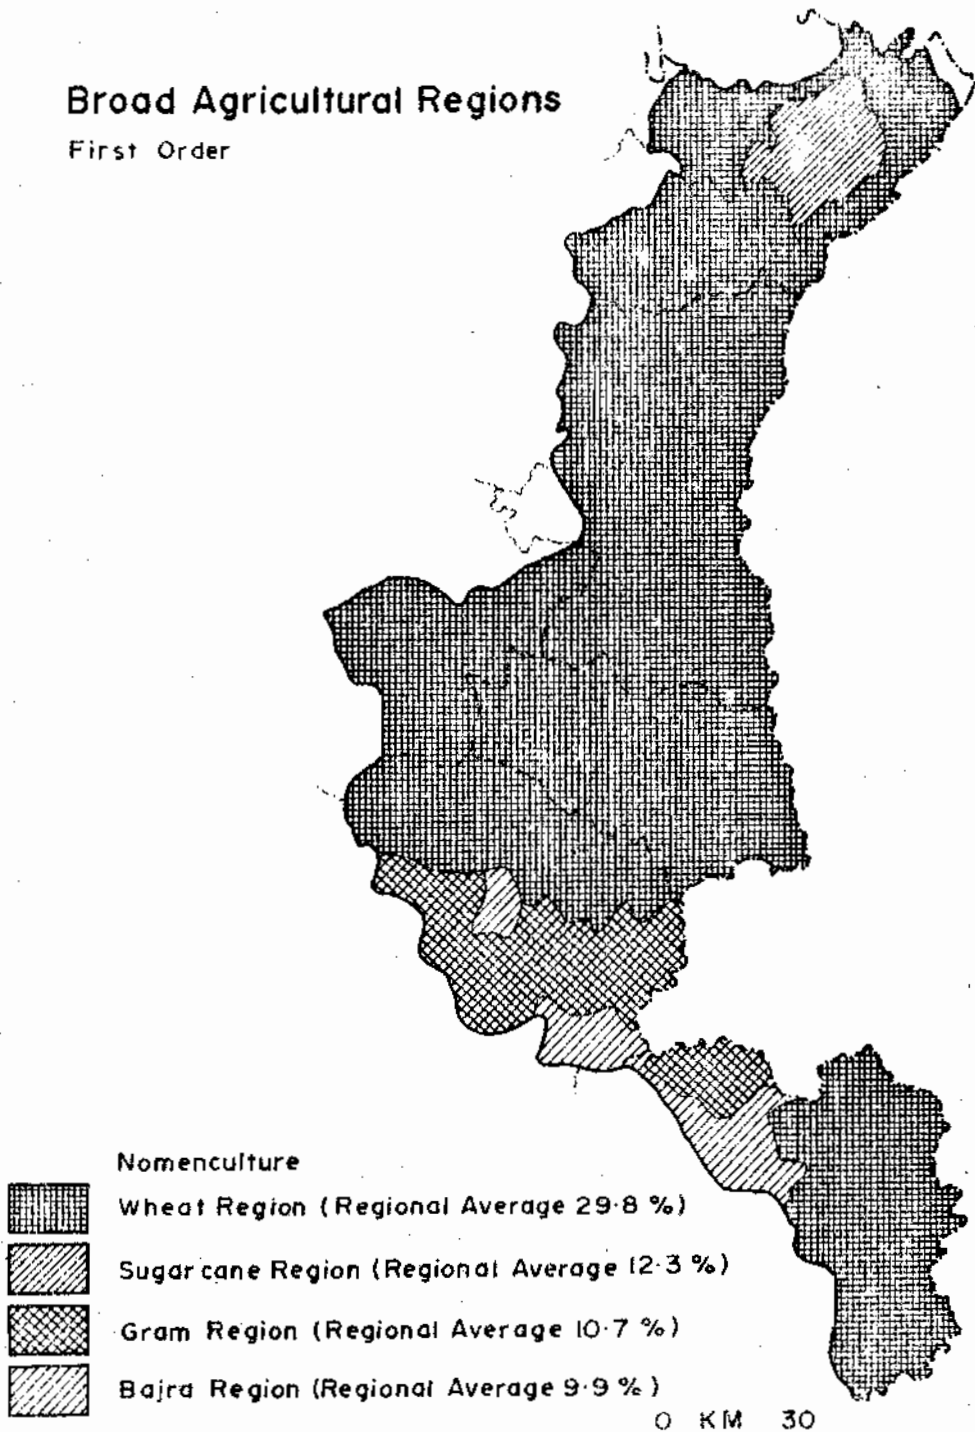 Broad Agricultural Regions
First Order
Nomenculture
Wheat Region (Regional Average 29·8 %)
Sugar cane Region (Regional Average 12·3 %)
Gram Region (Regional Average 10·7 %)
Bajra Region (Regional Average 9·9 %)
0 KM 30